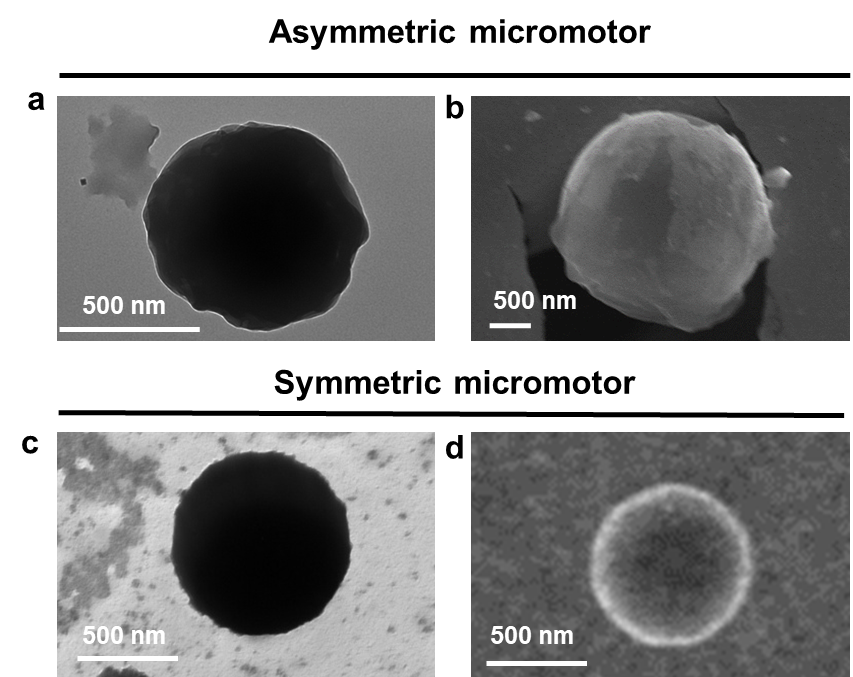 Asymmetric micromotor
a
b
500 nm
500 nm
Symmetric micromotor
c
d
500 nm
500 nm